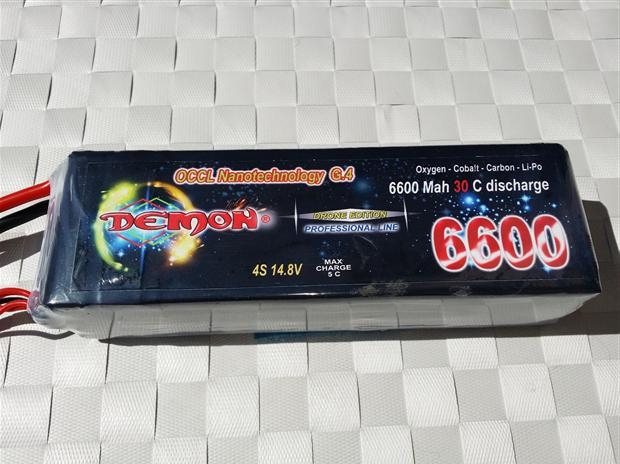 OCCL Nanotechnology G.4
Oxygen - Cobalt - Carbon - Li-Po
6600 Mah 30 C discharge
DEMON®
DRONE EDITION
PROFESSIONAL LINE
6600
4S 14.8V
MAX
CHARGE
5 C